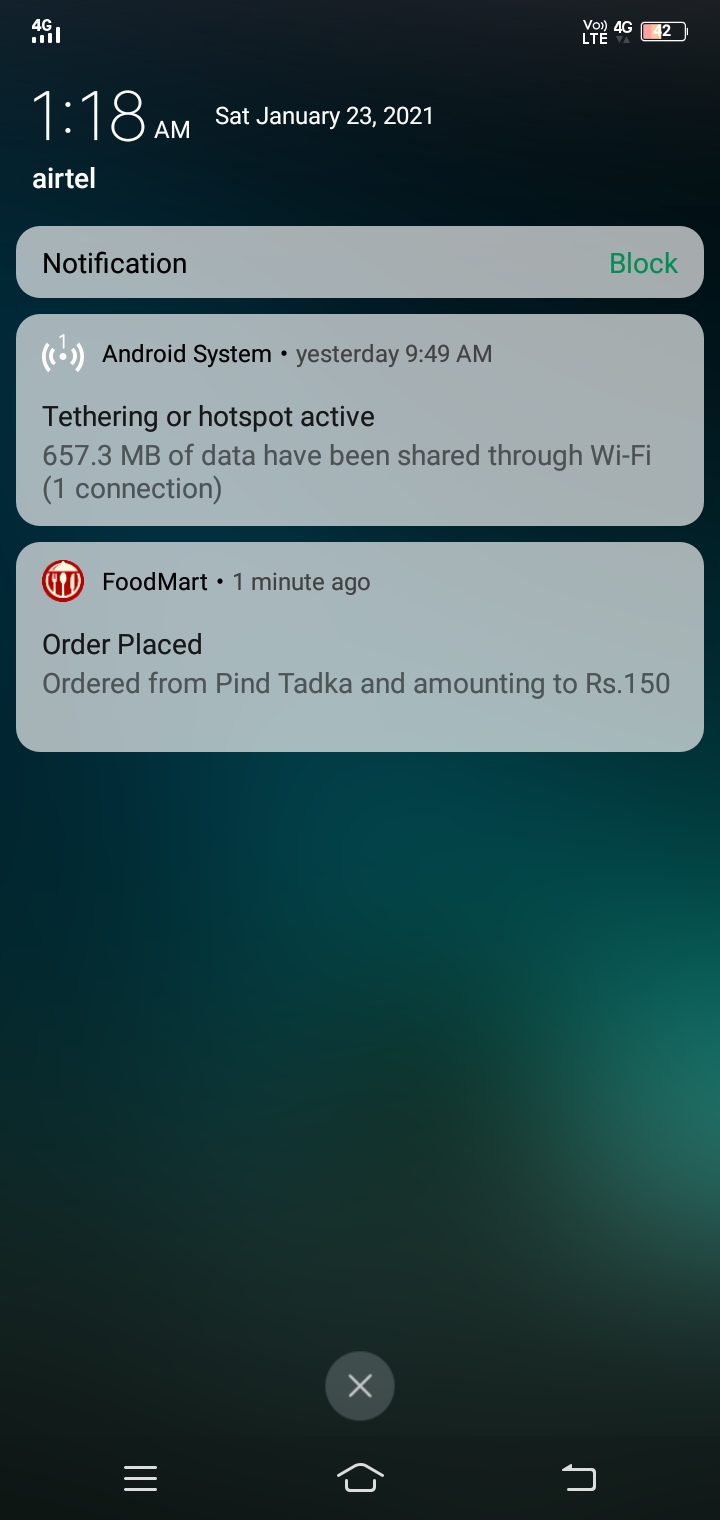 4G
Vo)) LTE 4G 42
1:18 AM Sat January 23, 2021
airtel
Notification Block
1
Android System • yesterday 9:49 AM
Tethering or hotspot active
657.3 MB of data have been shared through Wi-Fi
(1 connection)
FoodMart • 1 minute ago
Order Placed
Ordered from Pind Tadka and amounting to Rs.150